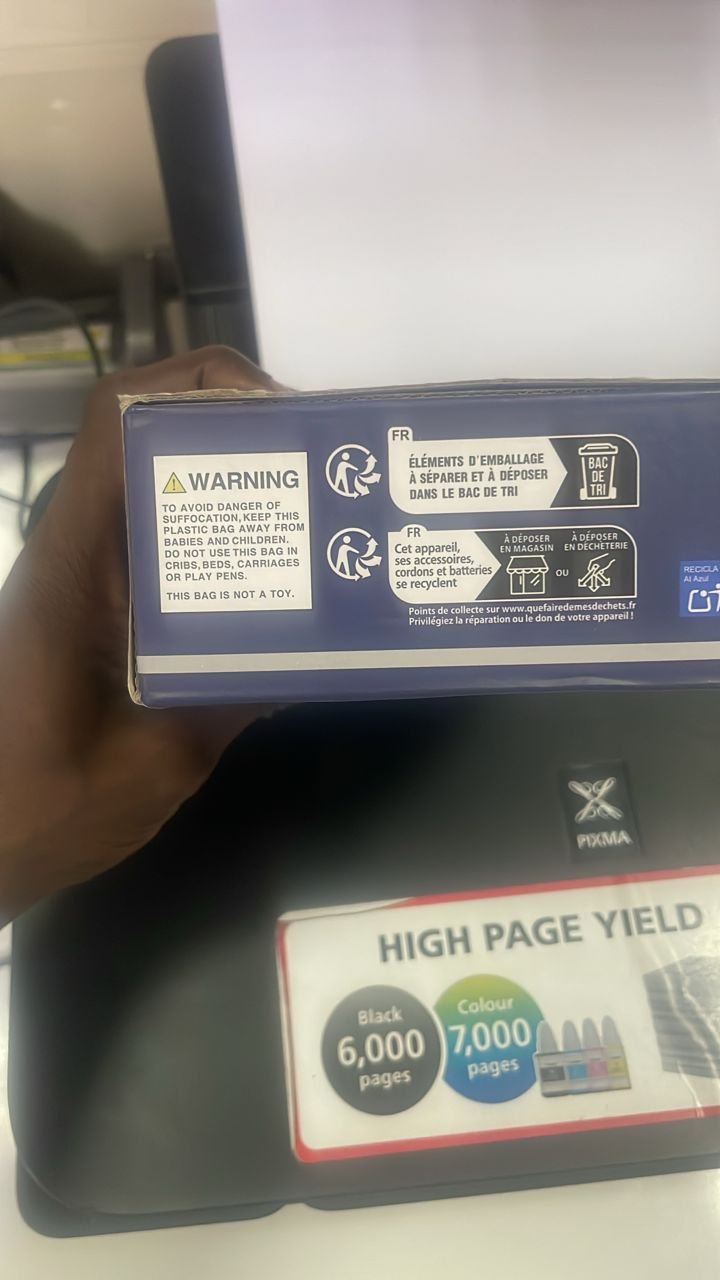 WARNING
TO AVOID DANGER OF
SUFFOCATION, KEEP THIS
PLASTIC BAG AWAY FROM
BABIES AND CHILDREN.
DO NOT USE THIS BAG IN
CRIBS, BEDS, CARRIAGES
OR PLAY PENS.
THIS BAG IS NOT A TOY.
FR
ÉLÉMENTS D'EMBALLAGE
À SÉPARER ET À DÉPOSER
DANS LE BAC DE TRI
BAC
DE
TRI
FR
Cet appareil,
ses accessoires,
cordons et batteries
se recyclent
À DÉPOSER
EN MAGASIN
OU
À DÉPOSER
EN DÉCHÈTERIE
Points de collecte sur www.quefairedemesdechets.fr
Privilégiez la réparation ou le don de votre appareil !
RECICLA
Al Azul
PIXMA
HIGH PAGE YIELD
Black
6,000
pages
Colour
7,000
pages